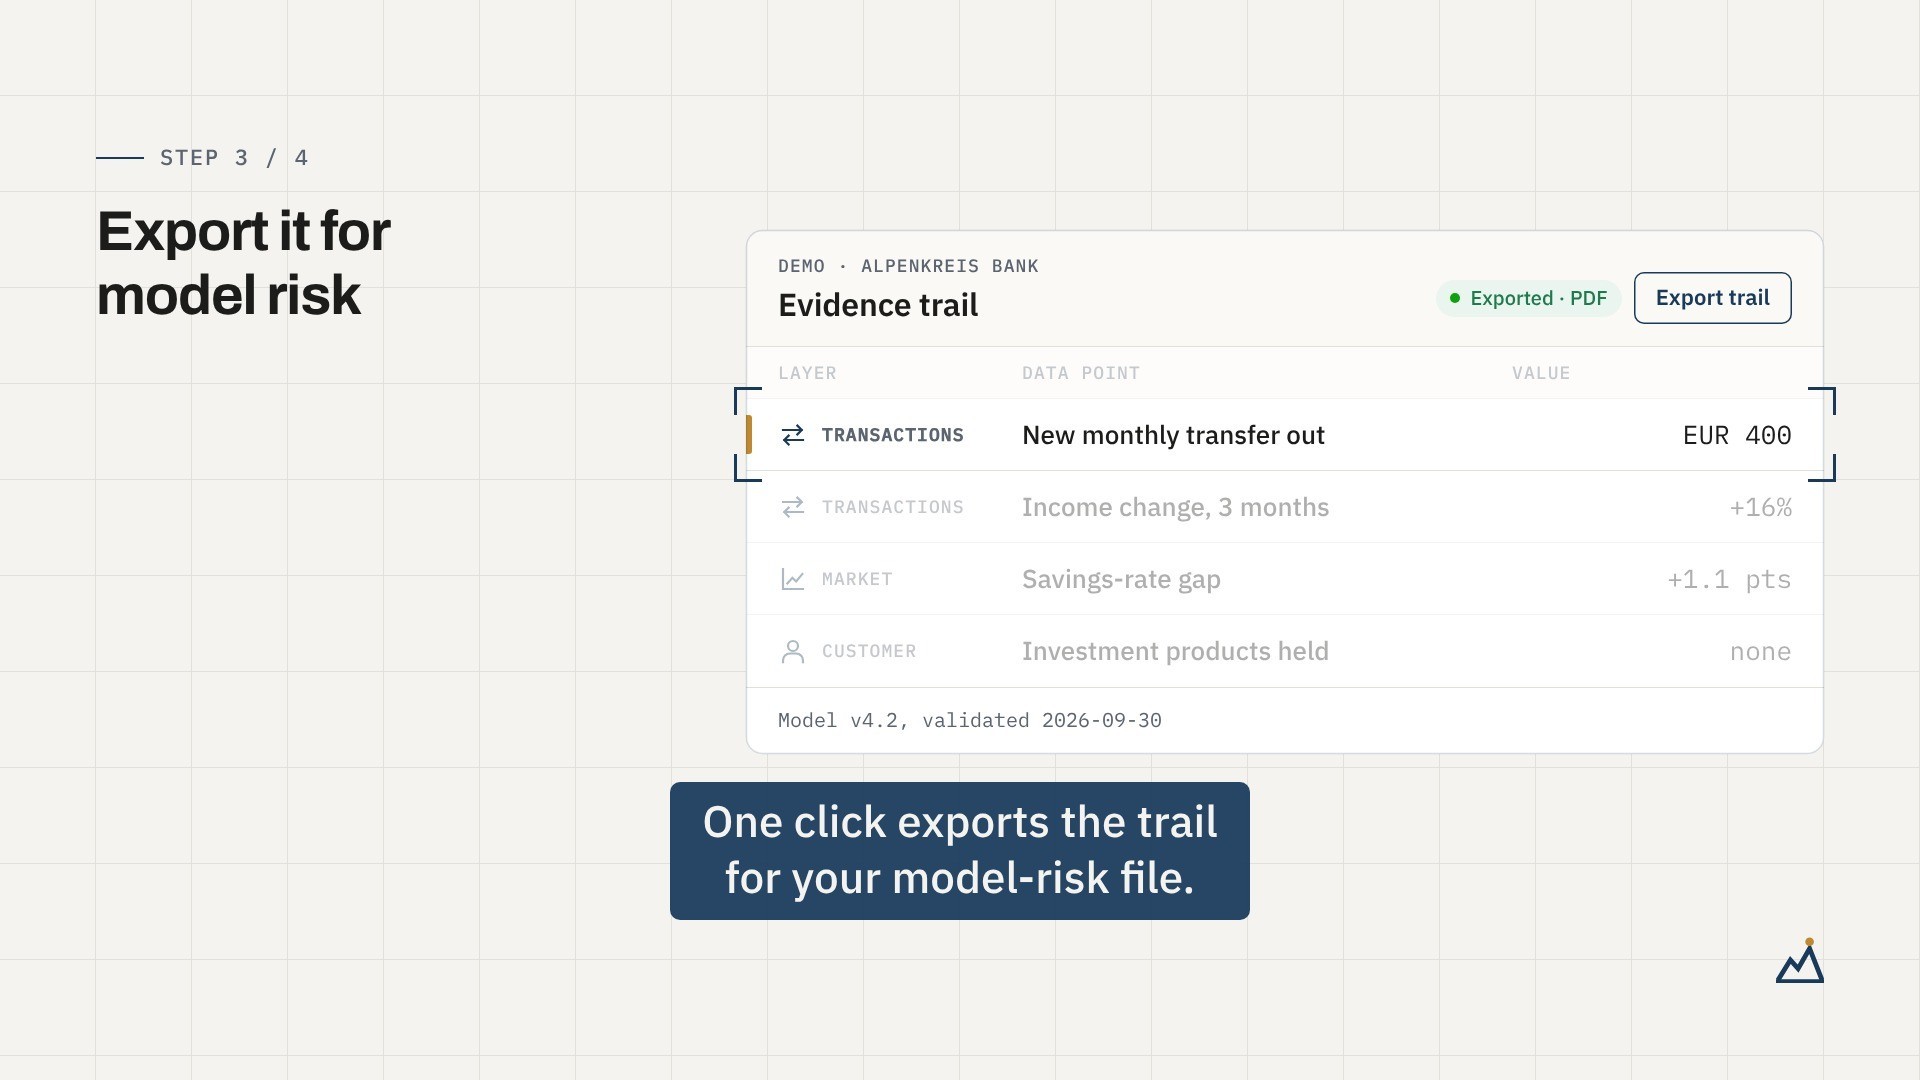 STEP 3 / 4
Export it for
model risk
DEMO · ALPENKREIS BANK
Evidence trail
Exported · PDF
Export trail
LAYER DATA POINT VALUE
TRANSACTIONS New monthly transfer out EUR 400
TRANSACTIONS Income change, 3 months +16%
MARKET Savings-rate gap +1.1 pts
CUSTOMER Investment products held none
Model v4.2, validated 2026-09-30
One click exports the trail
for your model-risk file.